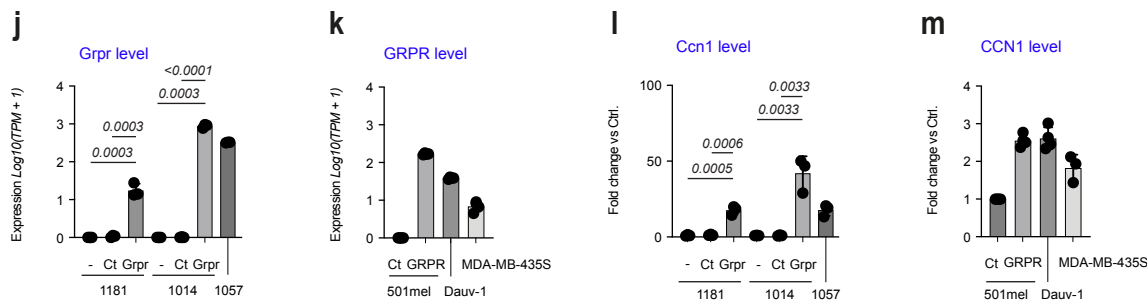 j
Grpr level
Expression Log10(TPM + 1)
4
3
2
1
0
<0.0001
0.0003
0.0003
0.0003
- Ct Grpr - Ct Grpr
1181 1014 1057
k
GRPR level
Expression Log10(TPM + 1)
4
3
2
1
0
Ct GRPR MDA-MB-435S
501mel Dauv-1
l
Ccn1 level
Fold change vs Ctrl.
100
50
0
0.0033
0.0033
0.0006
0.0005
- Ct Grpr - Ct Grpr
1181 1014 1057
m
CCN1 level
Fold change vs Ctrl.
4
3
2
1
0
Ct GRPR MDA-MB-435S
501mel Dauv-1